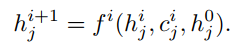 h_j^{i+1} = f^i(h_j^i, c_j^i, h_j^0).